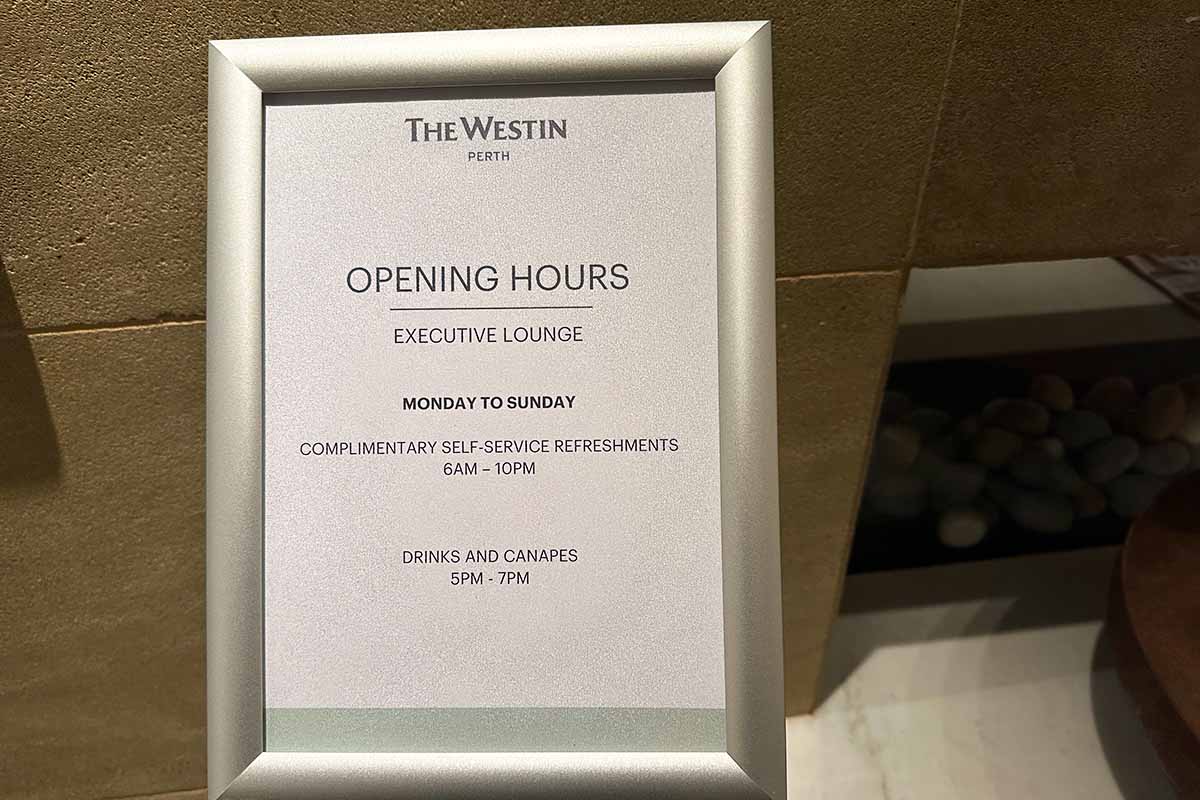 THE WESTIN
PERTH
OPENING HOURS
EXECUTIVE LOUNGE
MONDAY TO SUNDAY
COMPLIMENTARY SELF-SERVICE REFRESHMENTS
6AM – 10PM
DRINKS AND CANAPES
5PM - 7PM